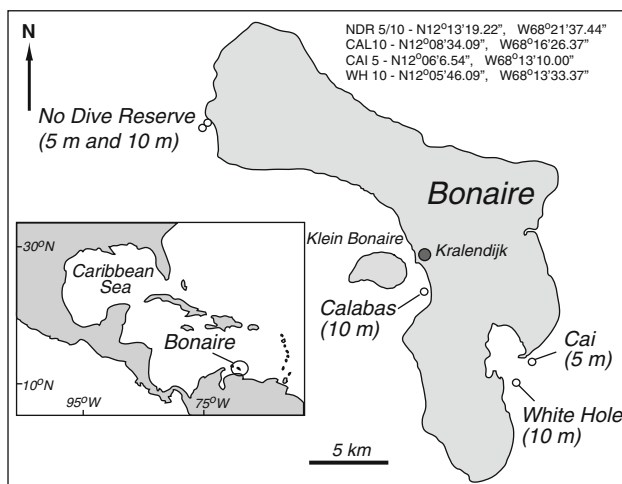 NDR 5/10 - N12°13'19.22", W68°21'37.44"
CAL10 - N12°08'34.09", W68°16'26.37"
CAI 5 - N12°06'6.54", W68°13'10.00"
WH 10 - N12°05'46.09", W68°13'33.37"
N
No Dive Reserve
(5 m and 10 m)
Bonaire
Klein Bonaire
Kralendijk
Calabas
(10 m)
Cai
(5 m)
White Hole
(10 m)
5 km
30°N
Caribbean
Sea
Bonaire
10°N
95°W
75°W